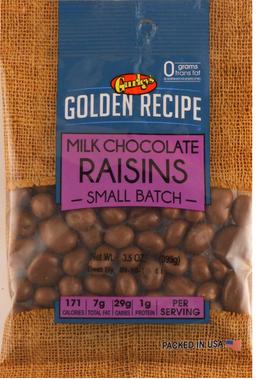 0 grams
trans fat
Gurley's
GOLDEN RECIPE
MILK CHOCOLATE
RAISINS
SMALL BATCH
Net Wt. 3.5 OZ (99g)
171 7g 29g 1g PER
CALORIES TOTAL FAT CARBS PROTEIN SERVING
PACKED IN USA